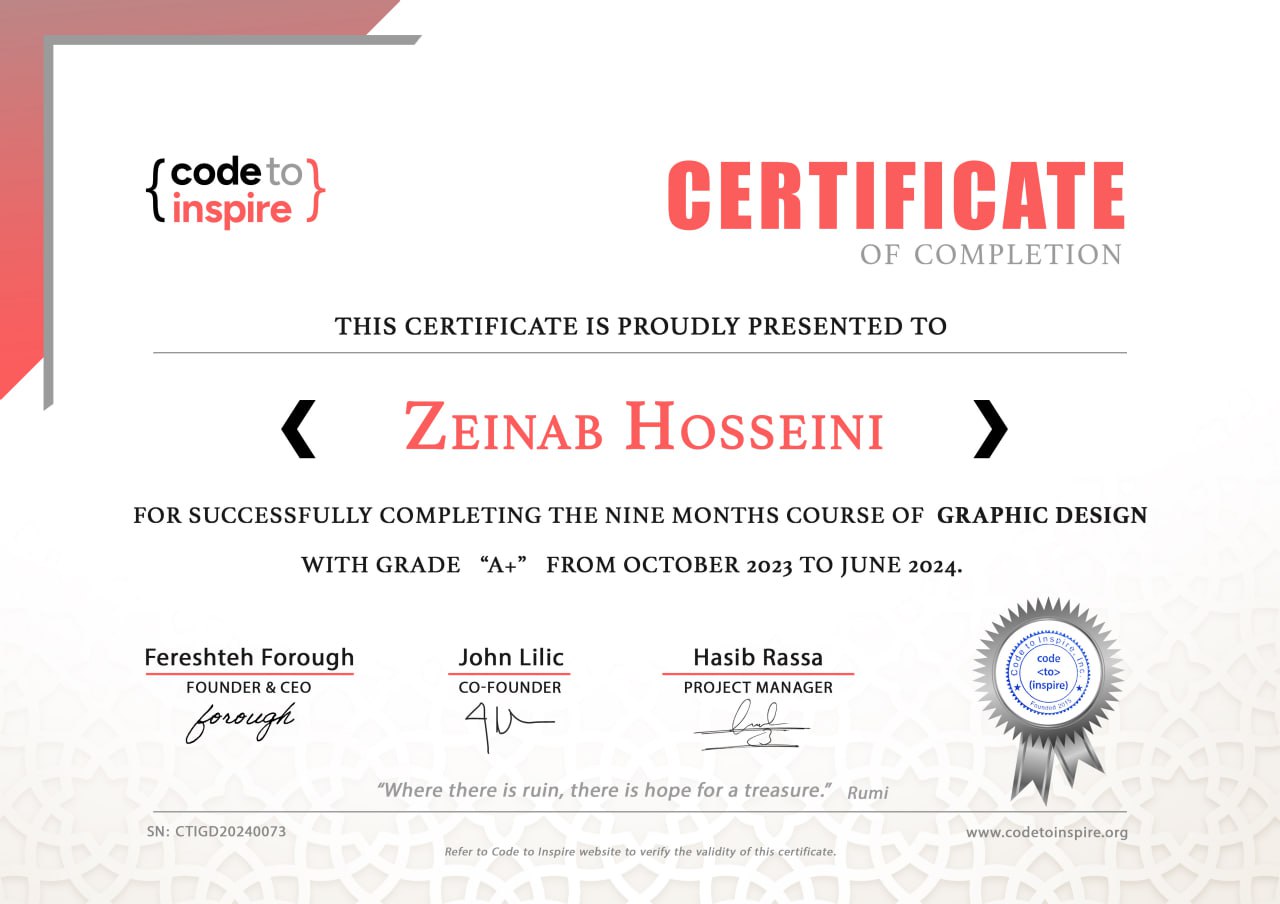 {code to
inspire}
CERTIFICATE
OF COMPLETION
THIS CERTIFICATE IS PROUDLY PRESENTED TO
❮ ZEINAB HOSSEINI ❯
FOR SUCCESSFULLY COMPLETING THE NINE MONTHS COURSE OF GRAPHIC DESIGN
WITH GRADE “A+” FROM OCTOBER 2023 TO JUNE 2024.
Fereshteh Forough
FOUNDER & CEO
forough
John Lilic
CO-FOUNDER
Hasib Rassa
PROJECT MANAGER
Code to Inspire, Inc.
code
<to>
(inspire)
Founded 2015
“Where there is ruin, there is hope for a treasure.” Rumi
SN: CTIGD20240073
www.codetoinspire.org
Refer to Code to Inspire website to verify the validity of this certificate.